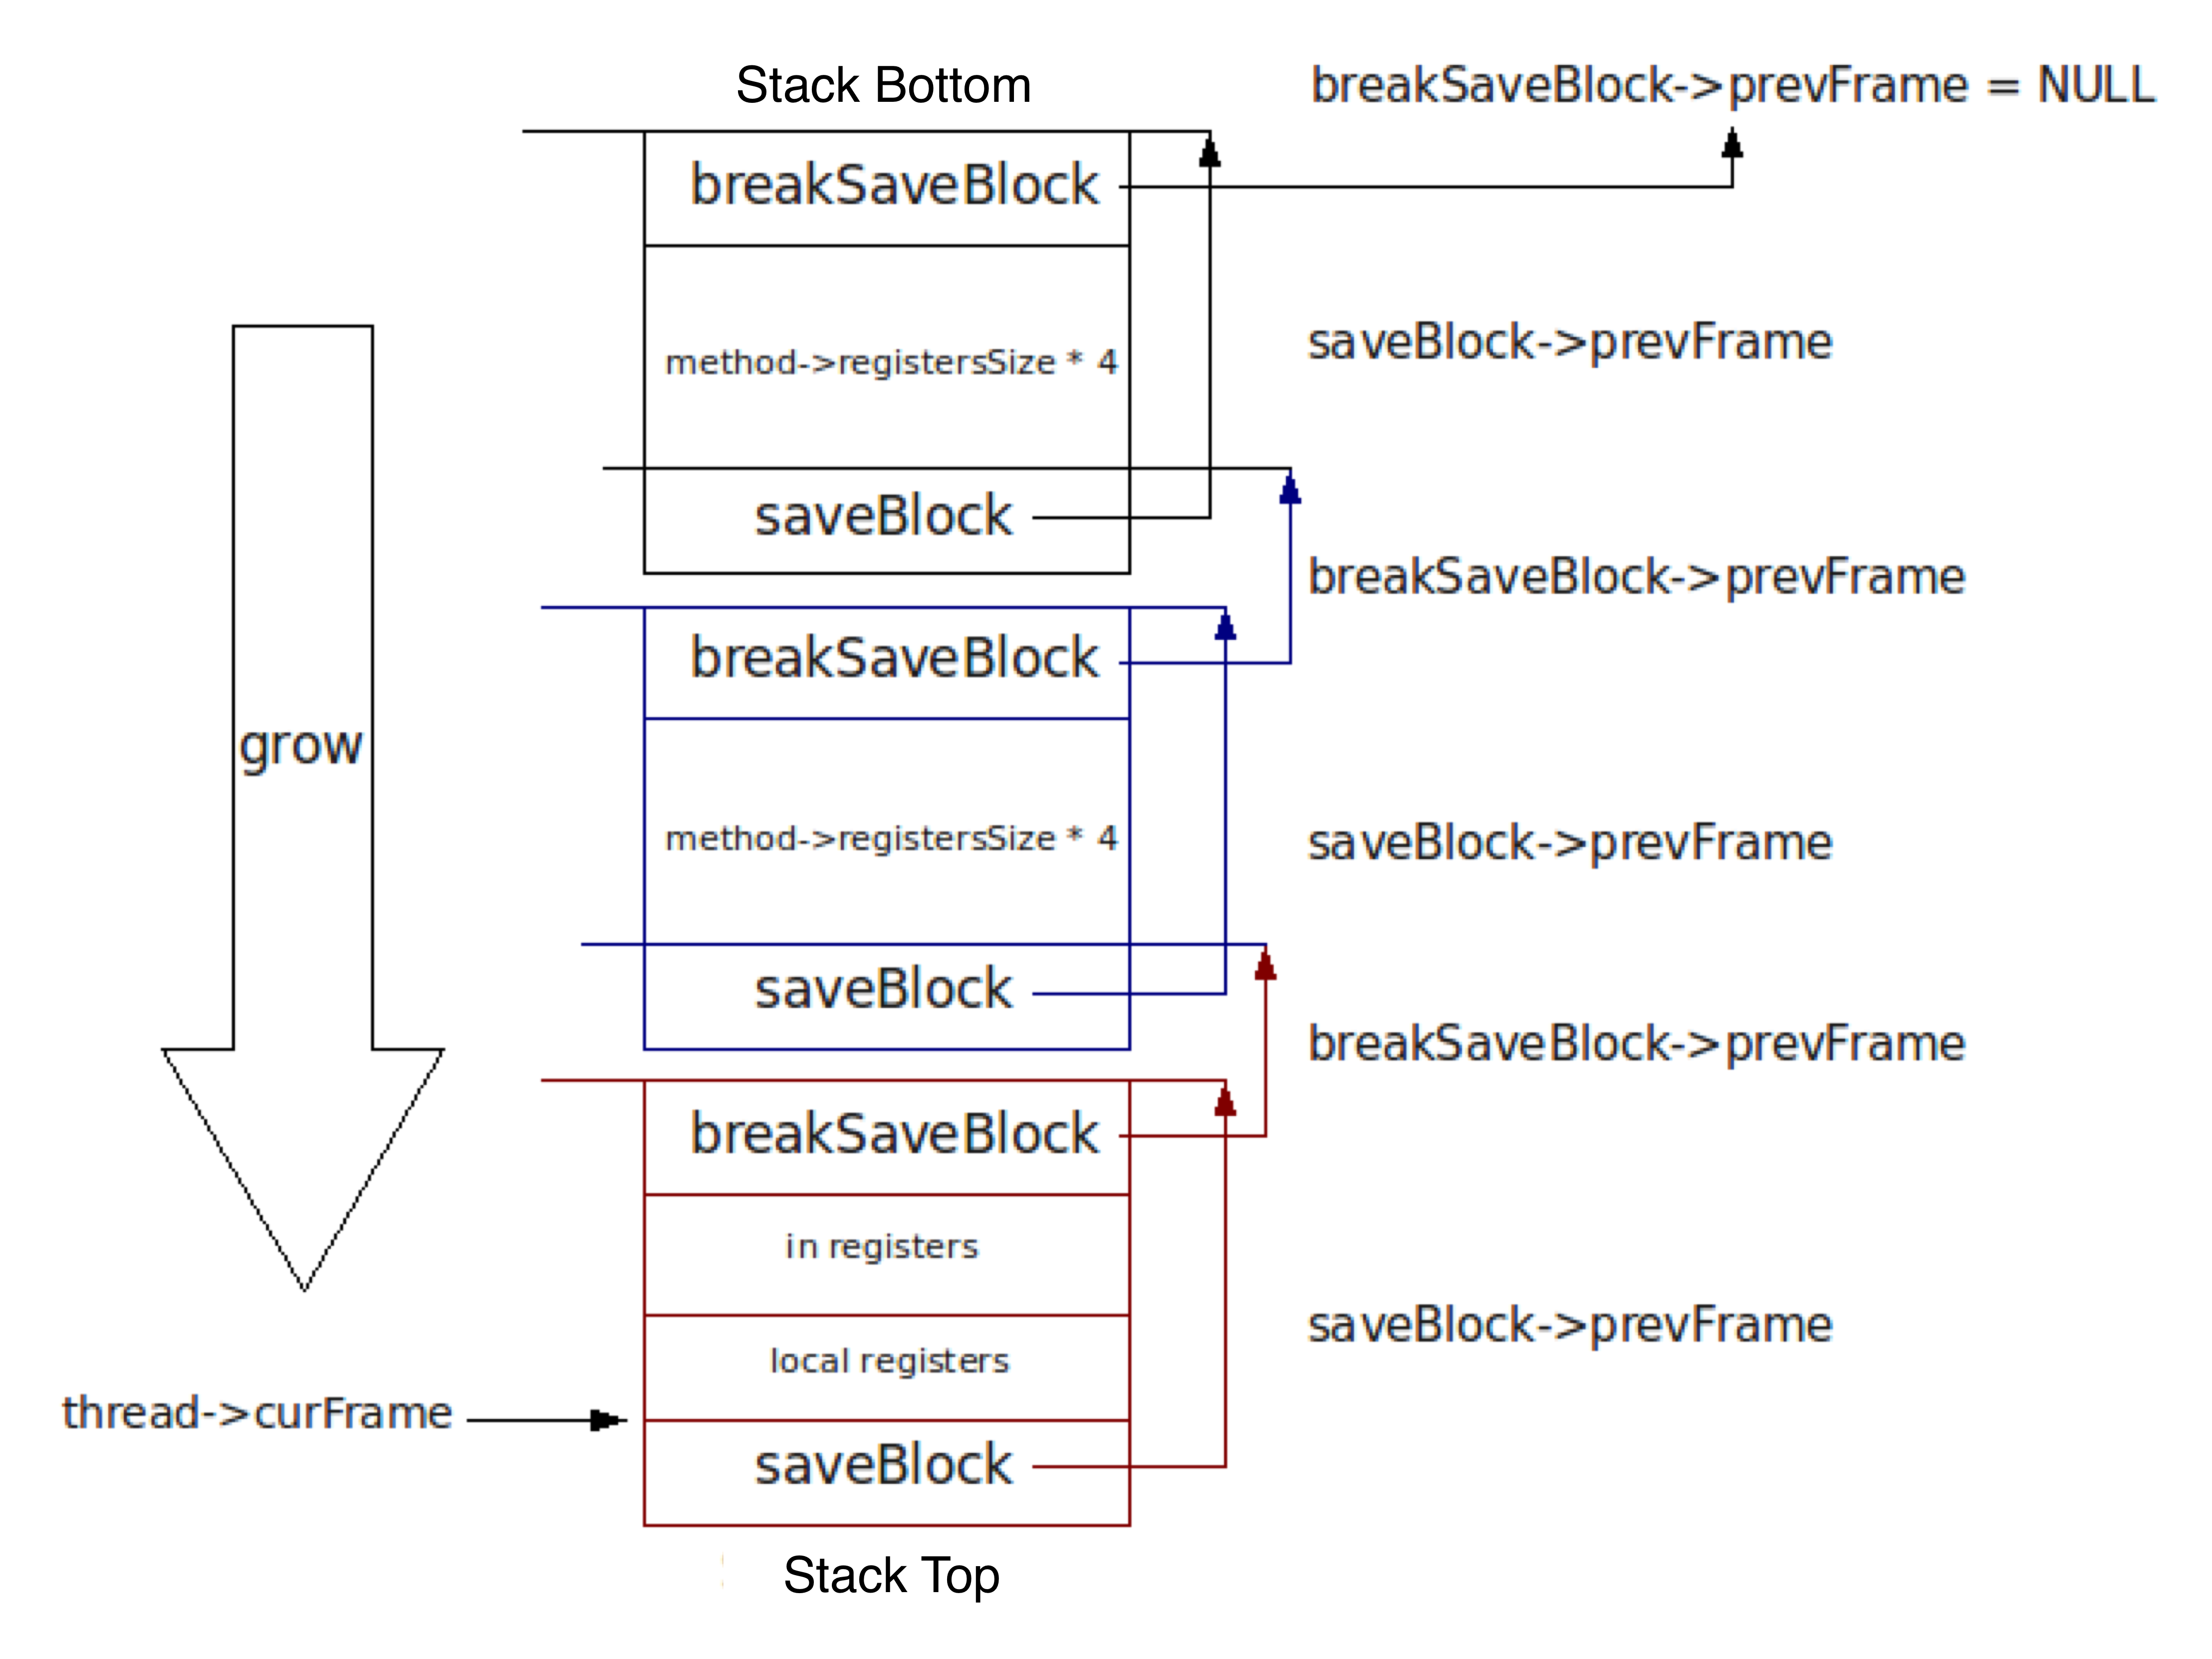 Stack Bottom
breakSaveBlock->prevFrame = NULL
breakSaveBlock
method->registersSize * 4
saveBlock->prevFrame
saveBlock
breakSaveBlock->prevFrame
breakSaveBlock
grow
method->registersSize * 4
saveBlock->prevFrame
saveBlock
breakSaveBlock->prevFrame
breakSaveBlock
in registers
saveBlock->prevFrame
local registers
thread->curFrame
saveBlock
Stack Top